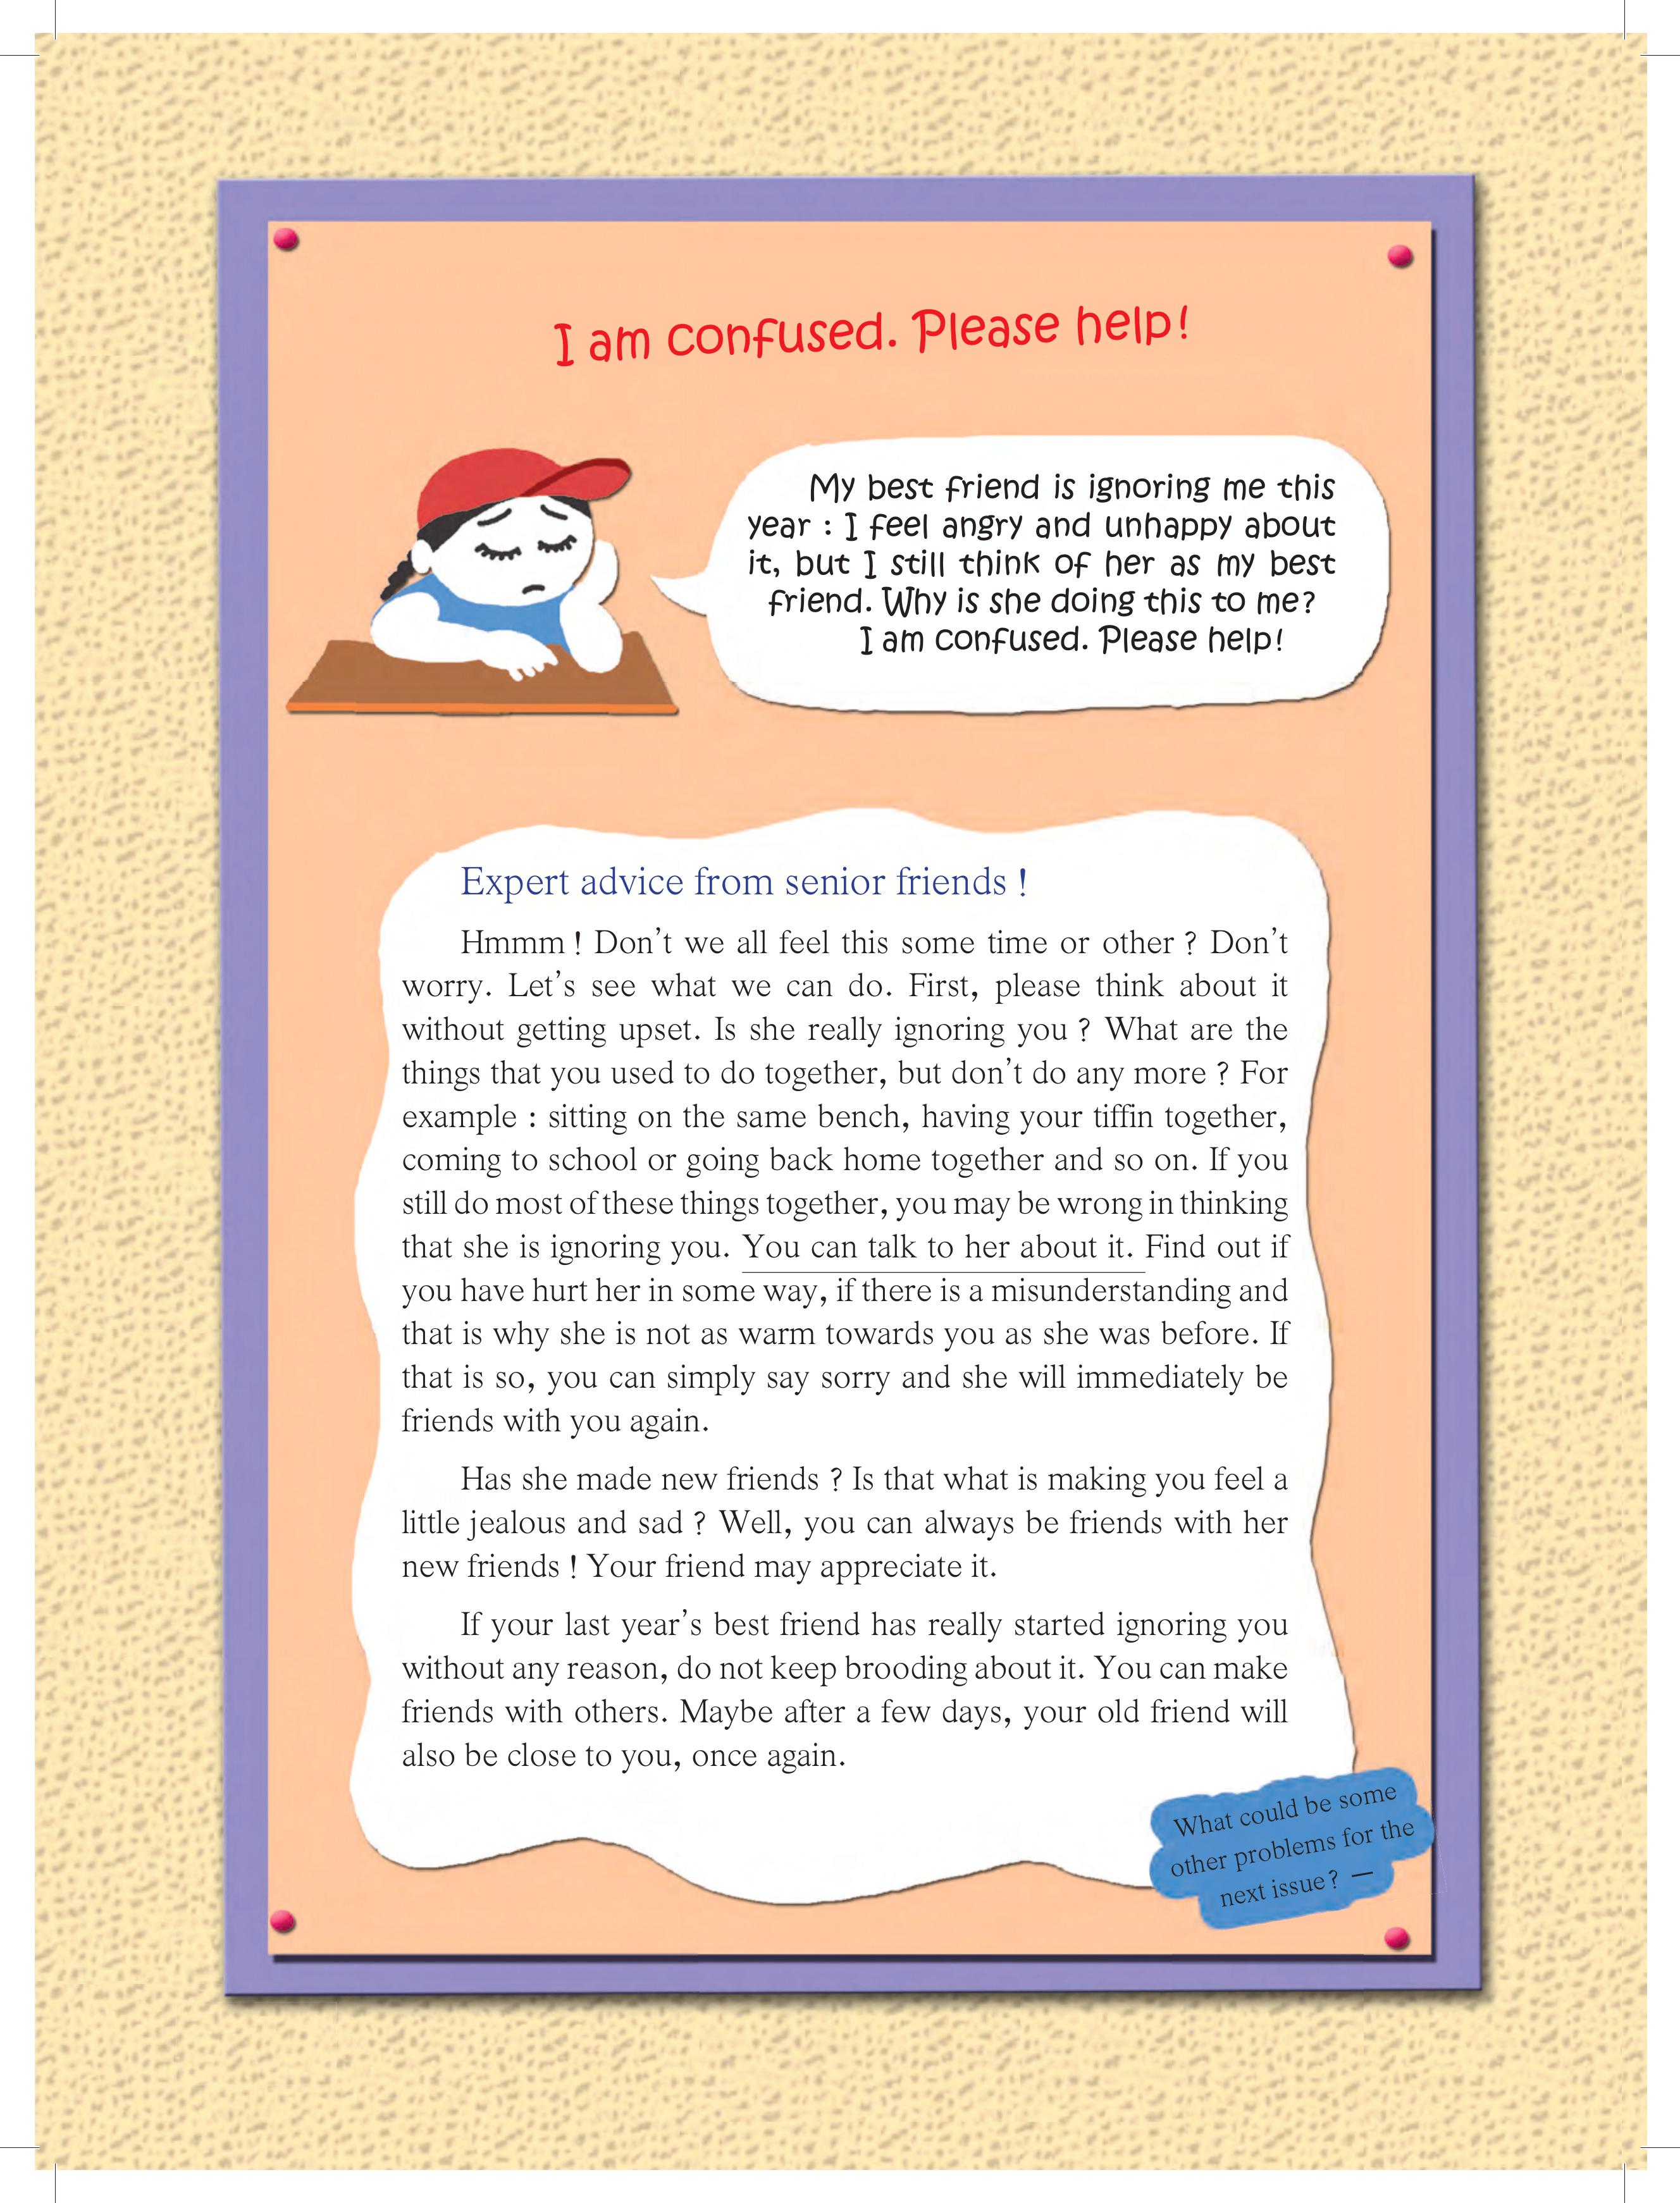 I am confused. Please help!
My best friend is ignoring me this
year : I feel angry and unhappy about
it, but I still think of her as my best
friend. Why is she doing this to me?
I am confused. Please help!
Expert advice from senior friends !
Hmmm ! Don’t we all feel this some time or other ? Don’t
worry. Let’s see what we can do. First, please think about it
without getting upset. Is she really ignoring you ? What are the
things that you used to do together, but don’t do any more ? For
example : sitting on the same bench, having your tiffin together,
coming to school or going back home together and so on. If you
still do most of these things together, you may be wrong in thinking
that she is ignoring you. You can talk to her about it. Find out if
you have hurt her in some way, if there is a misunderstanding and
that is why she is not as warm towards you as she was before. If
that is so, you can simply say sorry and she will immediately be
friends with you again.
Has she made new friends ? Is that what is making you feel a
little jealous and sad ? Well, you can always be friends with her
new friends ! Your friend may appreciate it.
If your last year’s best friend has really started ignoring you
without any reason, do not keep brooding about it. You can make
friends with others. Maybe after a few days, your old friend will
also be close to you, once again.
What could be some
other problems for the
next issue? —